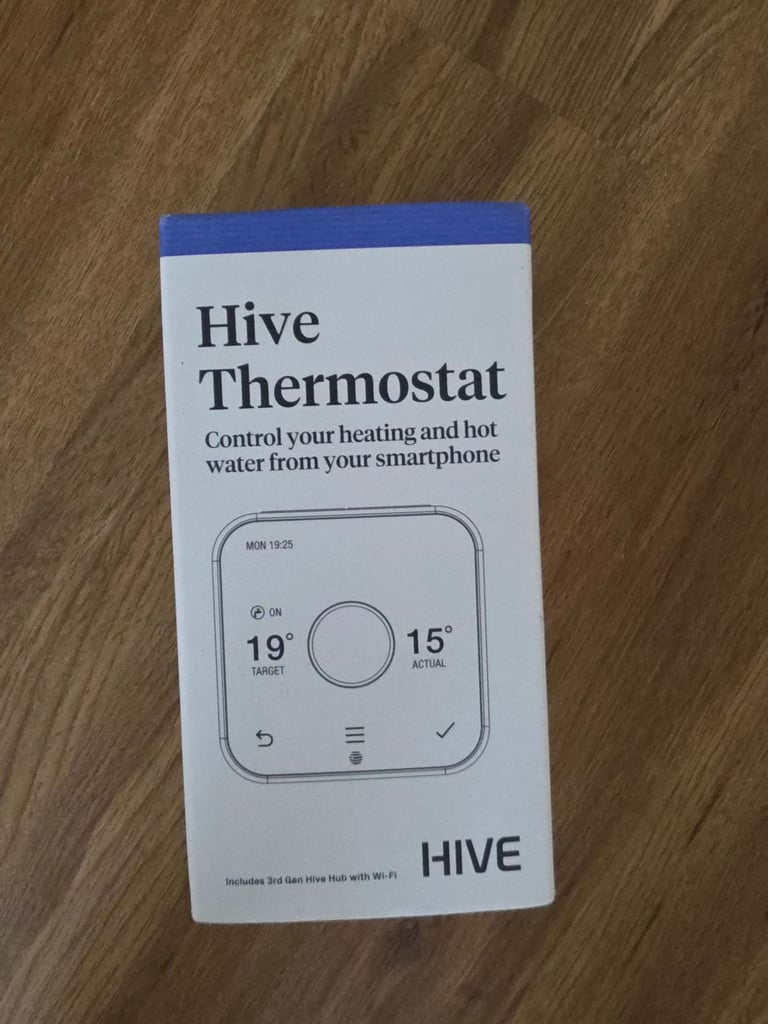 Hive
Thermostat
Control your heating and hot
water from your smartphone
MON 19:25
ON
19° 15°
TARGET ACTUAL
HIVE
Includes 3rd Gen Hive Hub with Wi-Fi